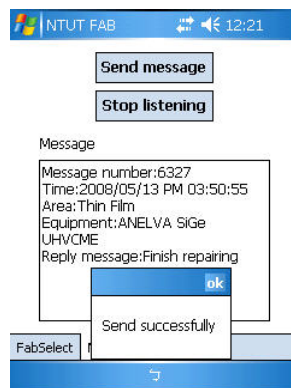 NTUT FAB 12:21
Send message
Stop listening
Message
Message number:6327
Time:2008/05/13 PM 03:50:55
Area:Thin Film
Equipment:ANELVA SiGe
UHVCME
Reply message:Finish repairing
ok
Send successfully
FabSelect